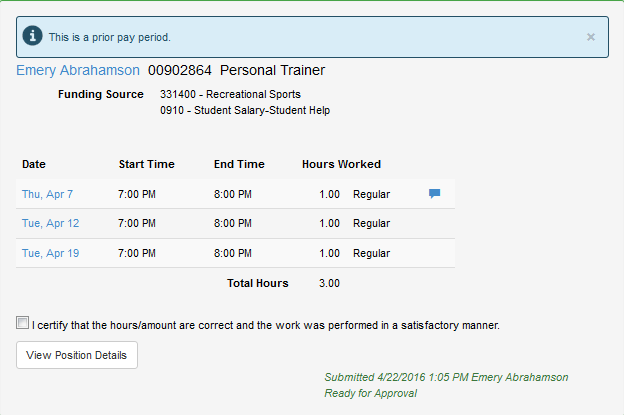 This is a prior pay period. ×
Emery Abrahamson 00902864 Personal Trainer
Funding Source 331400 - Recreational Sports
0910 - Student Salary-Student Help
Date Start Time End Time Hours Worked
Thu, Apr 7 7:00 PM 8:00 PM 1.00 Regular
Tue, Apr 12 7:00 PM 8:00 PM 1.00 Regular
Tue, Apr 19 7:00 PM 8:00 PM 1.00 Regular
Total Hours 3.00
I certify that the hours/amount are correct and the work was performed in a satisfactory manner.
View Position Details
Submitted 4/22/2016 1:05 PM Emery Abrahamson
Ready for Approval